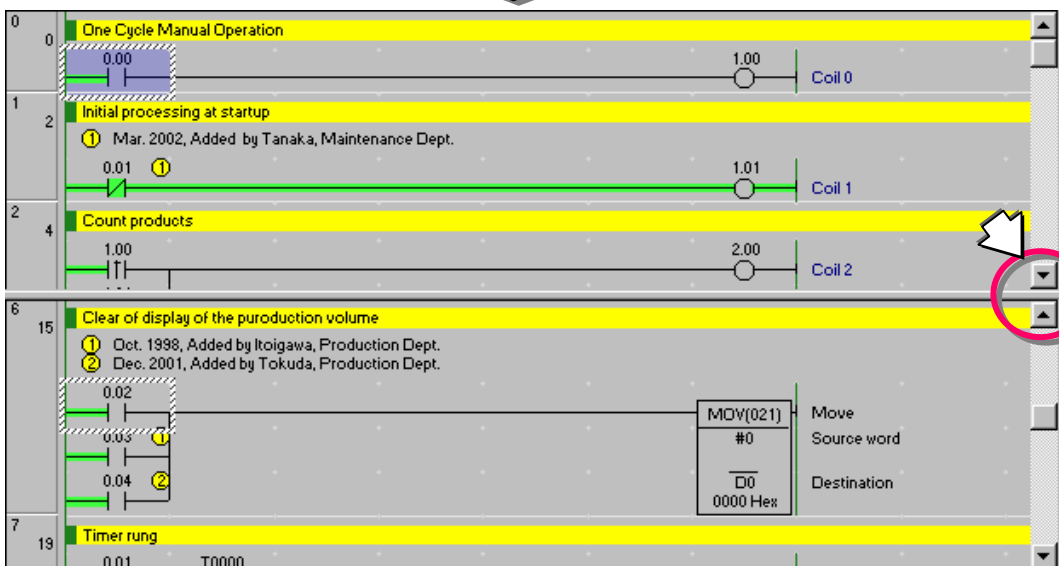 0
0
One Cycle Manual Operation
0.00
1.00
Coil 0
1
2
Initial processing at startup
1 Mar. 2002, Added by Tanaka, Maintenance Dept.
0.01 1
1.01
Coil 1
2
4
Count products
1.00
2.00
Coil 2
6
15
Clear of display of the puroduction volume
1 Oct. 1998, Added by Itoigawa, Production Dept.
2 Dec. 2001, Added by Tokuda, Production Dept.
0.02
MOV(021) Move
0.03 1
#0 Source word
0.04 2
D0 Destination
0000 Hex
7
19
Timer rung
0.01 T0000